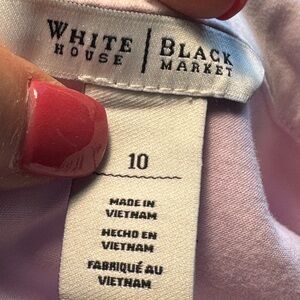 WHITE HOUSE | BLACK MARKET
10
MADE IN
VIETNAM
HECHO EN
VIETNAM
FABRIQUÉ AU
VIETNAM